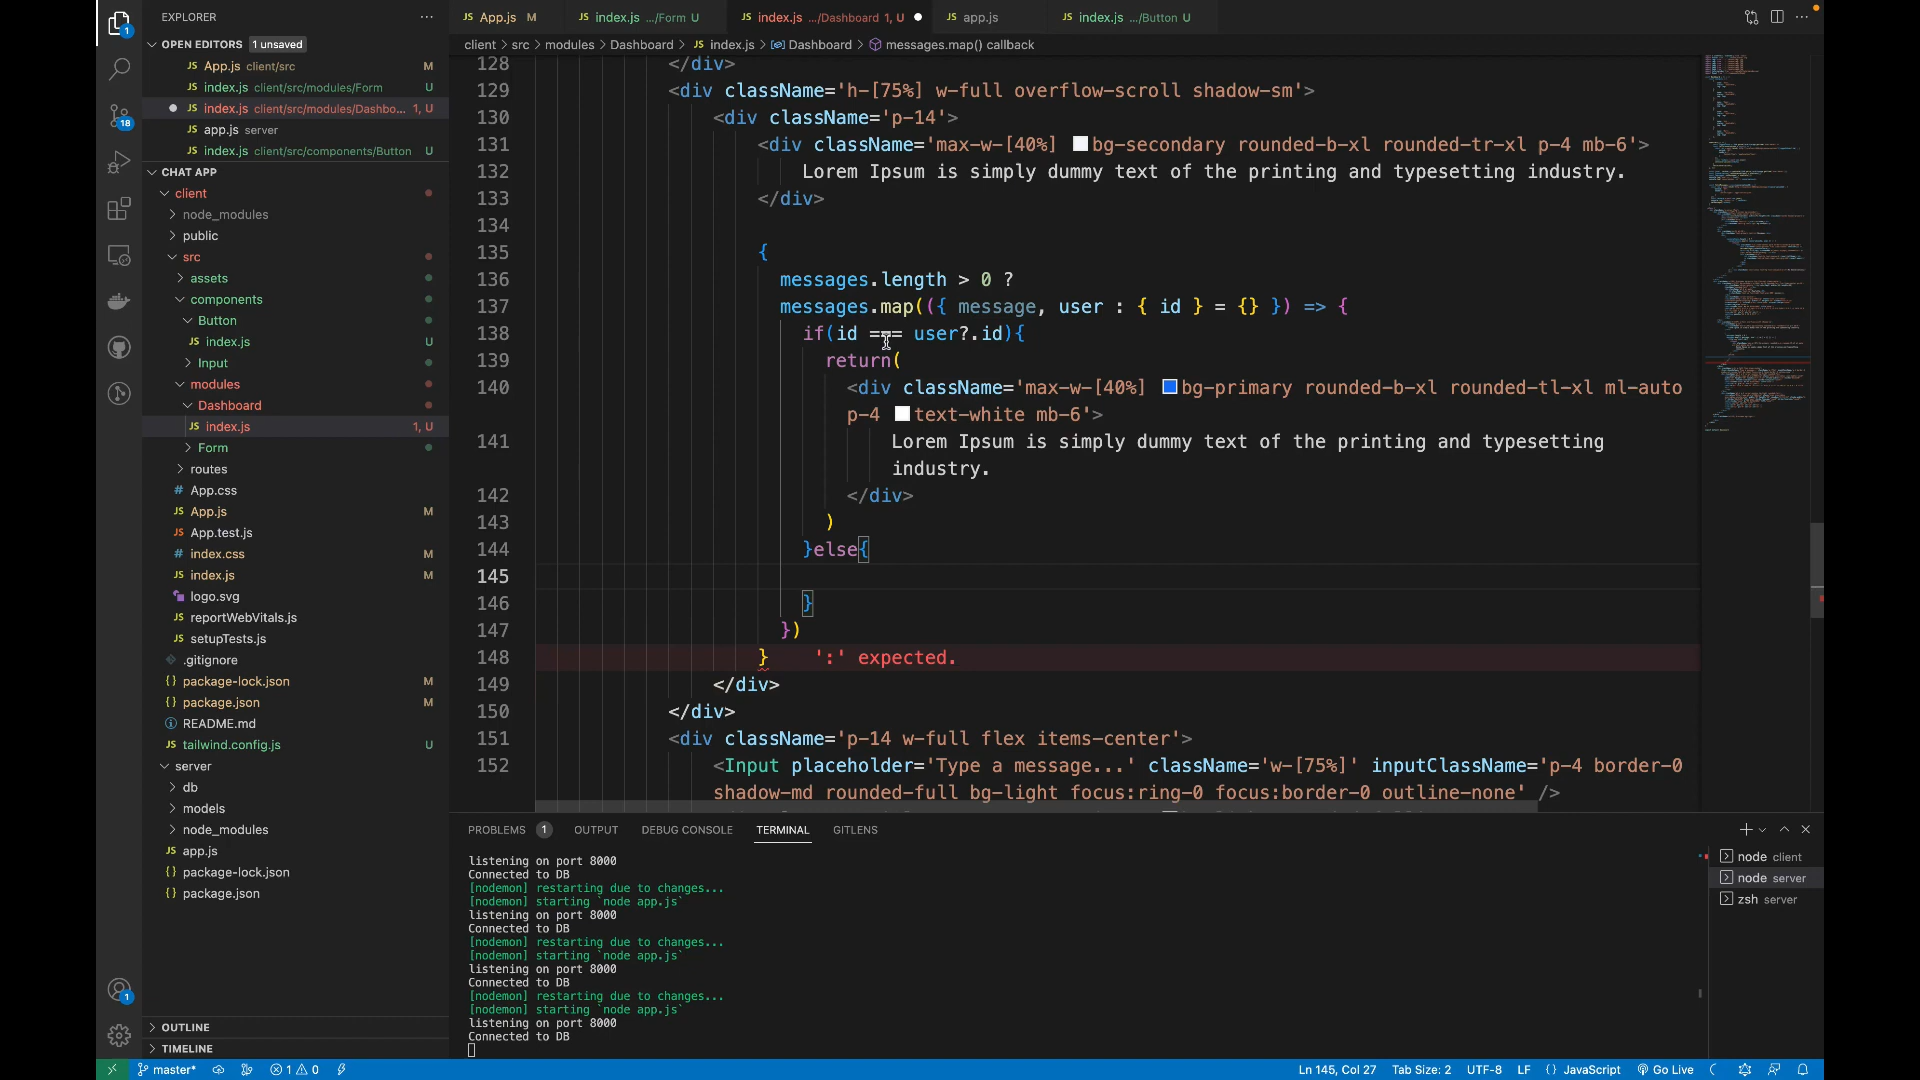 EXPLORER
OPEN EDITORS 1 unsaved
App.js client/src M
index.js client/src/modules/Form U
index.js client/src/modules/Dashbo... 1, U
app.js server
index.js client/src/components/Button U
CHAT APP
client
node_modules
public
src
assets
components
Button
index.js U
Input
modules
Dashboard
index.js 1, U
Form
routes
App.css
App.js M
App.test.js
index.css M
index.js M
logo.svg
reportWebVitals.js
setupTests.js
.gitignore
package-lock.json M
package.json M
README.md
tailwind.config.js U
server
db
models
node_modules
app.js
package-lock.json
package.json
OUTLINE
TIMELINE
App.js M index.js .../Form U index.js .../Dashboard 1, U app.js index.js .../Button U
client > src > modules > Dashboard > index.js > Dashboard > messages.map() callback
128 </div>
129 <div className='h-[75%] w-full overflow-scroll shadow-sm'>
130 <div className='p-14'>
131 <div className='max-w-[40%] bg-secondary rounded-b-xl rounded-tr-xl p-4 mb-6'>
132 Lorem Ipsum is simply dummy text of the printing and typesetting industry.
133 </div>
134
135 {
136 messages.length > 0 ?
137 messages.map(({ message, user : { id } = {} }) => {
138 if(id === user?.id){
139 return(
140 <div className='max-w-[40%] bg-primary rounded-b-xl rounded-tl-xl ml-auto
p-4 text-white mb-6'>
141 Lorem Ipsum is simply dummy text of the printing and typesetting
industry.
142 </div>
143 )
144 }else{
145
146 }
147 })
148 } ':' expected.
149 </div>
150 </div>
151 <div className='p-14 w-full flex items-center'>
152 <Input placeholder='Type a message...' className='w-[75%]' inputClassName='p-4 border-0
shadow-md rounded-full bg-light focus:ring-0 focus:border-0 outline-none' />
PROBLEMS 1 OUTPUT DEBUG CONSOLE TERMINAL GITLENS
listening on port 8000
Connected to DB
[nodemon] restarting due to changes...
[nodemon] starting `node app.js`
listening on port 8000
Connected to DB
[nodemon] restarting due to changes...
[nodemon] starting `node app.js`
listening on port 8000
Connected to DB
[nodemon] restarting due to changes...
[nodemon] starting `node app.js`
listening on port 8000
Connected to DB
node client
node server
zsh server
1
18
1
master* 1 0 Ln 145, Col 27 Tab Size: 2 UTF-8 LF {} JavaScript Go Live